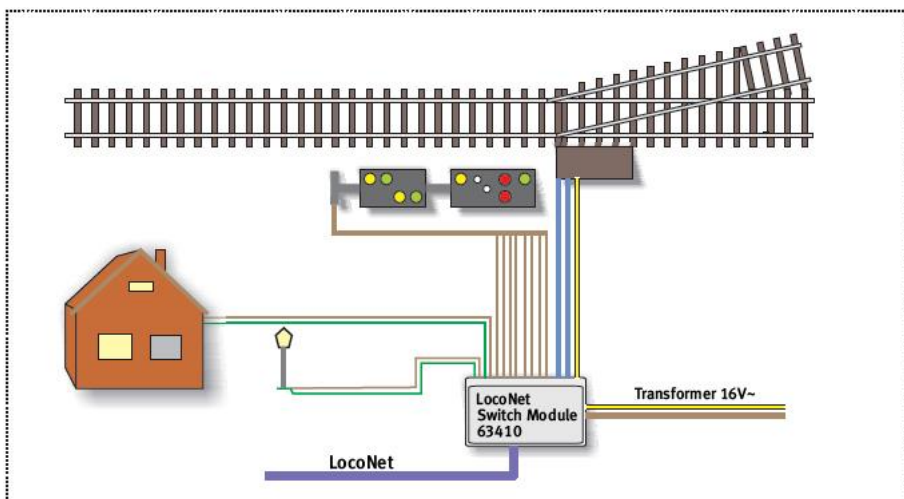 Transformer 16V~
LocoNet
Switch Module
63410
LocoNet